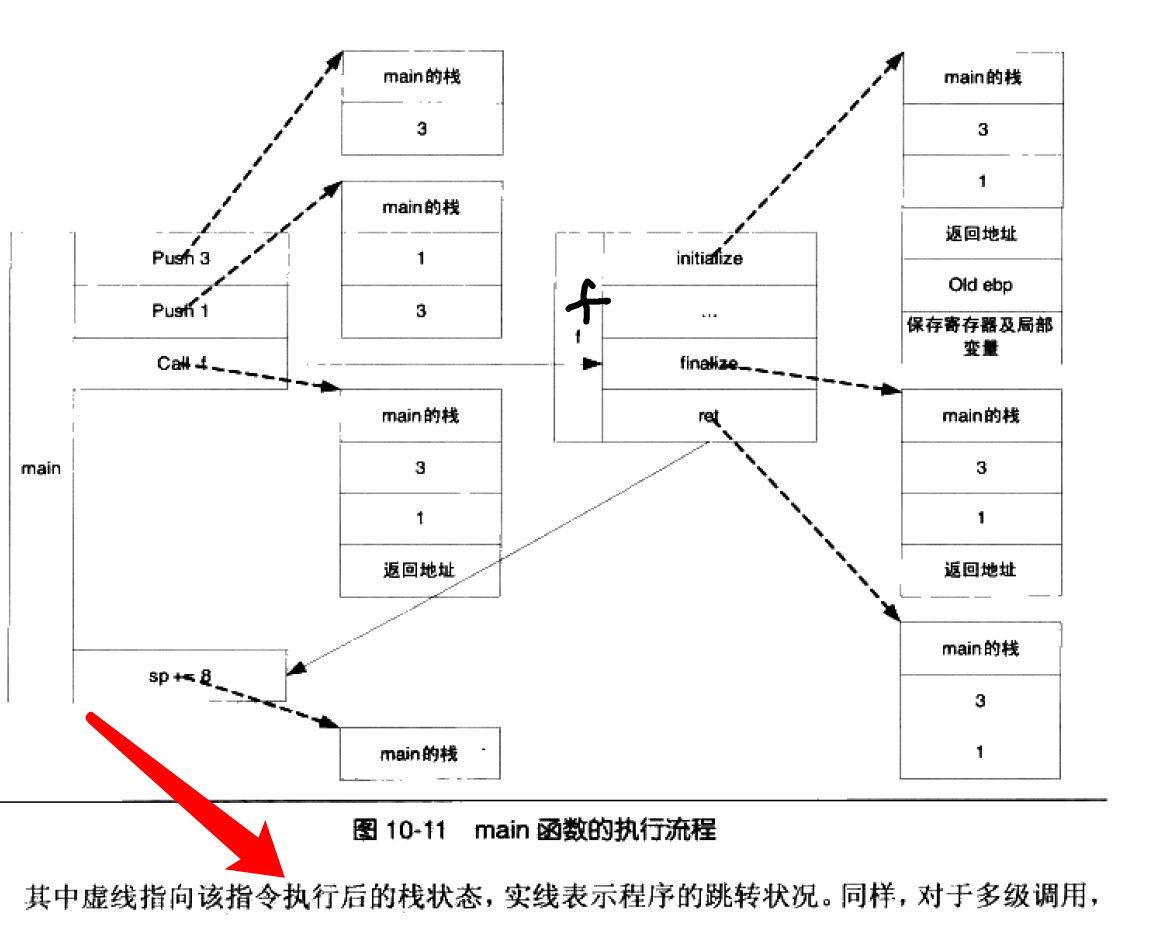 main的栈
3
main的栈
1
3
Push 3
Push 1
Call f
main
main的栈
3
1
返回地址
sp += 8
main的栈
f
f
initialize
...
finalize
ret
main的栈
3
1
返回地址
Old ebp
保存寄存器及局部
变量
main的栈
3
1
返回地址
main的栈
3
1
图 10-11 main 函数的执行流程
其中虚线指向该指令执行后的栈状态，实线表示程序的跳转状况。同样，对于多级调用，